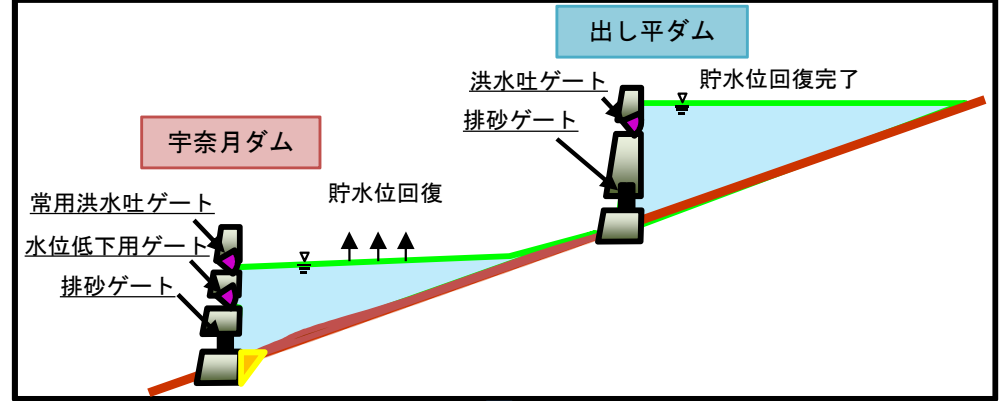 出し平ダム
洪水吐ゲート
貯水位回復完了
排砂ゲート
宇奈月ダム
貯水位回復
常用洪水吐ゲート
水位低下用ゲート
排砂ゲート